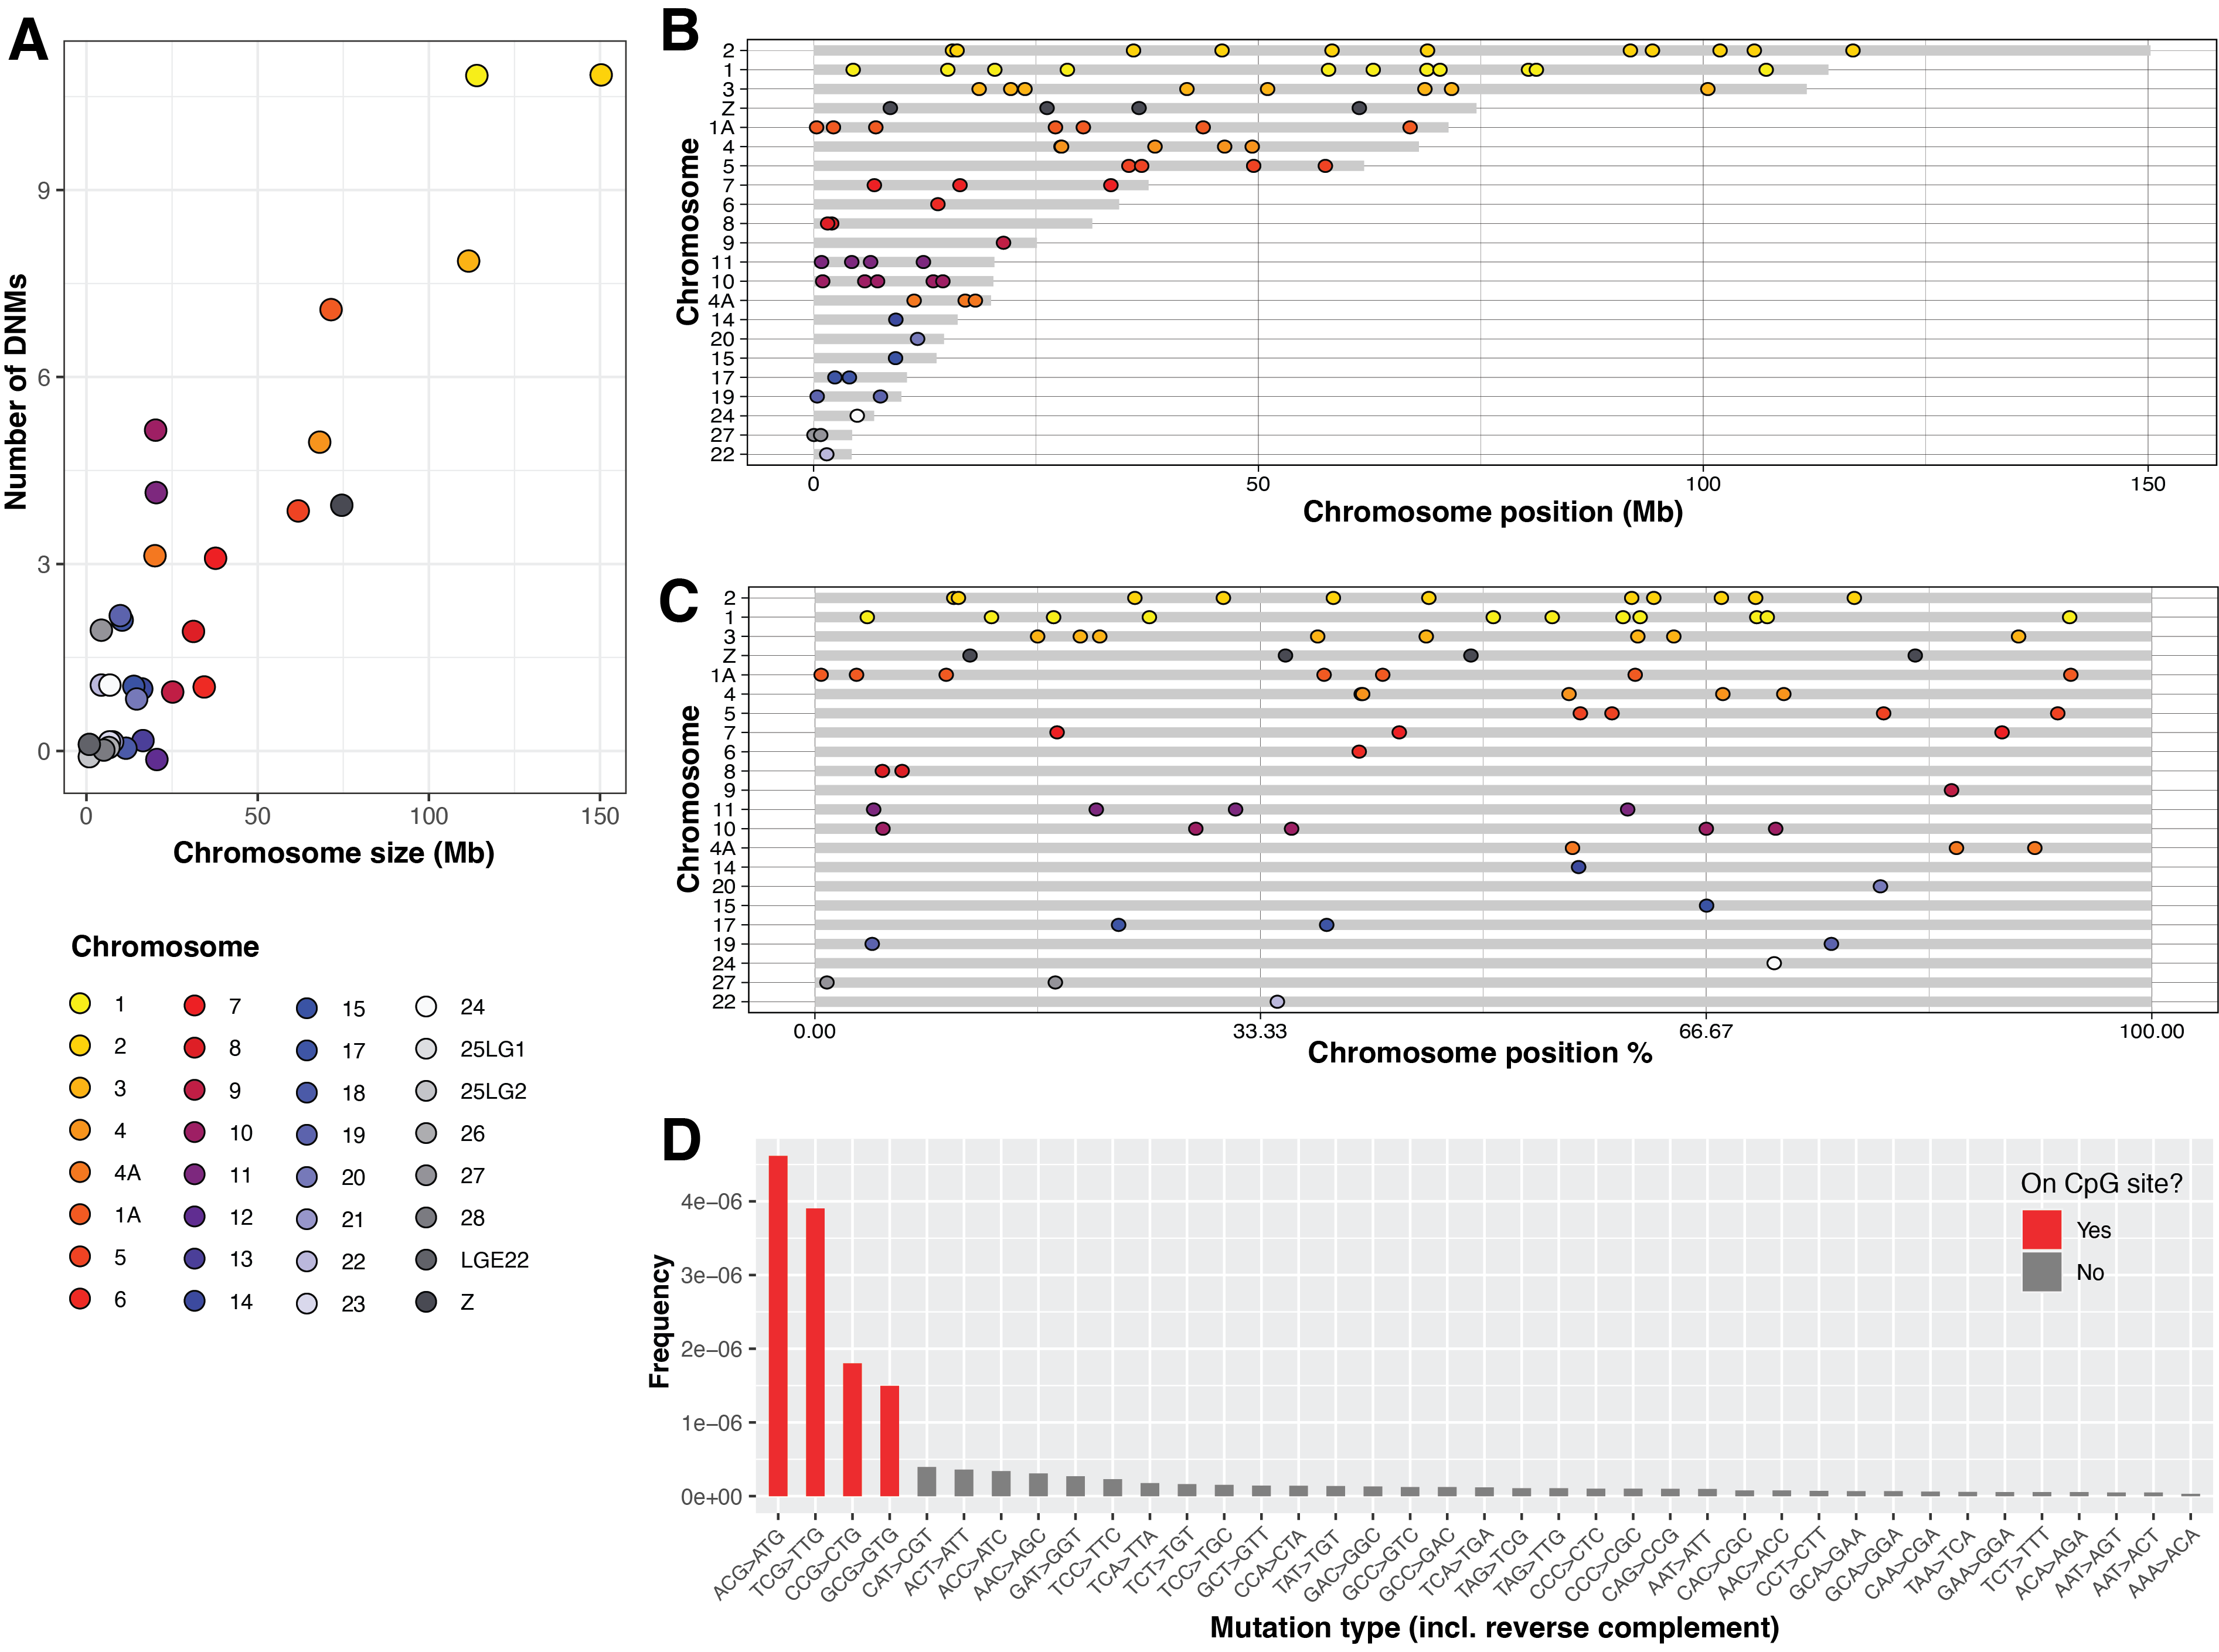 A
Number of DNMs
9
6
3
0
0 50 100 150
Chromosome size (Mb)
Chromosome
1 7 15 24
2 8 17 25LG1
3 9 18 25LG2
4 10 19 26
4A 11 20 27
1A 12 21 28
5 13 22 LGE22
6 14 23 Z
B
Chromosome
2
1
3
Z
1A
4
5
7
6
8
9
11
10
4A
14
20
15
17
19
24
27
22
0 50 100 150
Chromosome position (Mb)
C
Chromosome
2
1
3
Z
1A
4
5
7
6
8
9
11
10
4A
14
20
15
17
19
24
27
22
0.00 33.33 66.67 100.00
Chromosome position %
D
Frequency
4e−06
3e−06
2e−06
1e−06
0e+00
On CpG site?
Yes
No
ACG>ATG
TCG>TTG
CCG>CTG
GCG>GTG
CAT>CGT
ACT>ATT
ACC>ATC
AAC>AGC
GAT>GGT
TCC>TTC
TCA>TTA
TCT>TGT
TCC>TGC
GCT>GTT
CCA>CTA
TAT>TGT
GAC>GGC
GCC>GTC
GCC>GAC
TCA>TGA
TAG>TCG
TAG>TTG
CCC>CTC
CCC>CGC
CAG>CCG
AAT>ATT
CAC>CGC
AAC>ACC
CCT>CTT
GCA>GAA
GCA>GGA
CAA>CGA
TAA>TCA
GAA>GGA
TCT>TTT
ACA>AGA
AAT>AGT
AAT>ACT
AAA>ACA
Mutation type (incl. reverse complement)